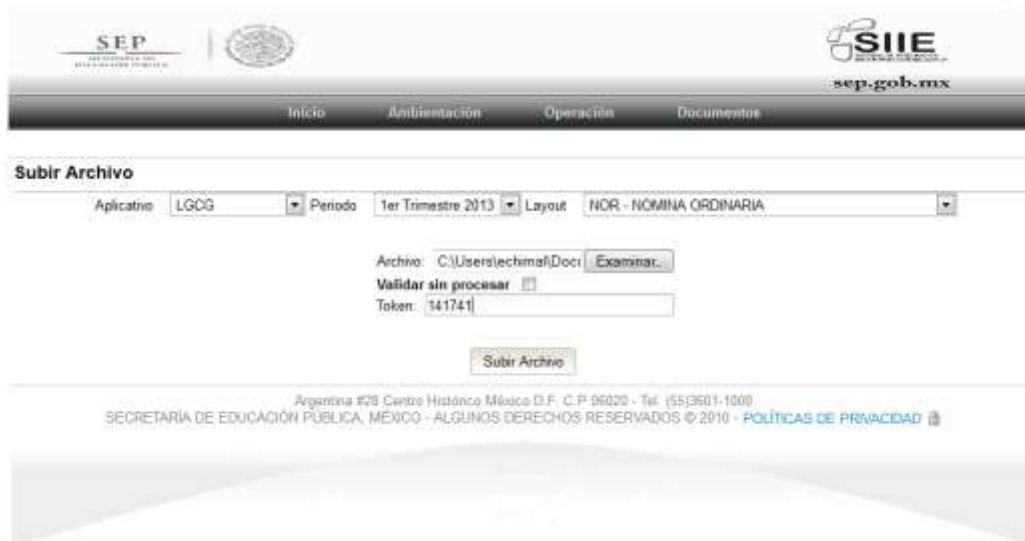 SEP
SIIE
sep.gob.mx
Inicio Ambientación Operación Documentos
Subir Archivo
Aplicativo LGCG Periodo 1er Trimestre 2013 Layout NOR - NOMINA ORDINARIA
Archivo: C:\Users\echimal\Doc Examinar..
Validar sin procesar
Token: 141741
Subir Archivo
Argentina #28 Centro Histórico México D.F. C.P 06020 - Tel. (55)3601-1000
SECRETARÍA DE EDUCACIÓN PÚBLICA, MÉXICO - ALGUNOS DERECHOS RESERVADOS © 2010 - POLÍTICAS DE PRIVACIDAD